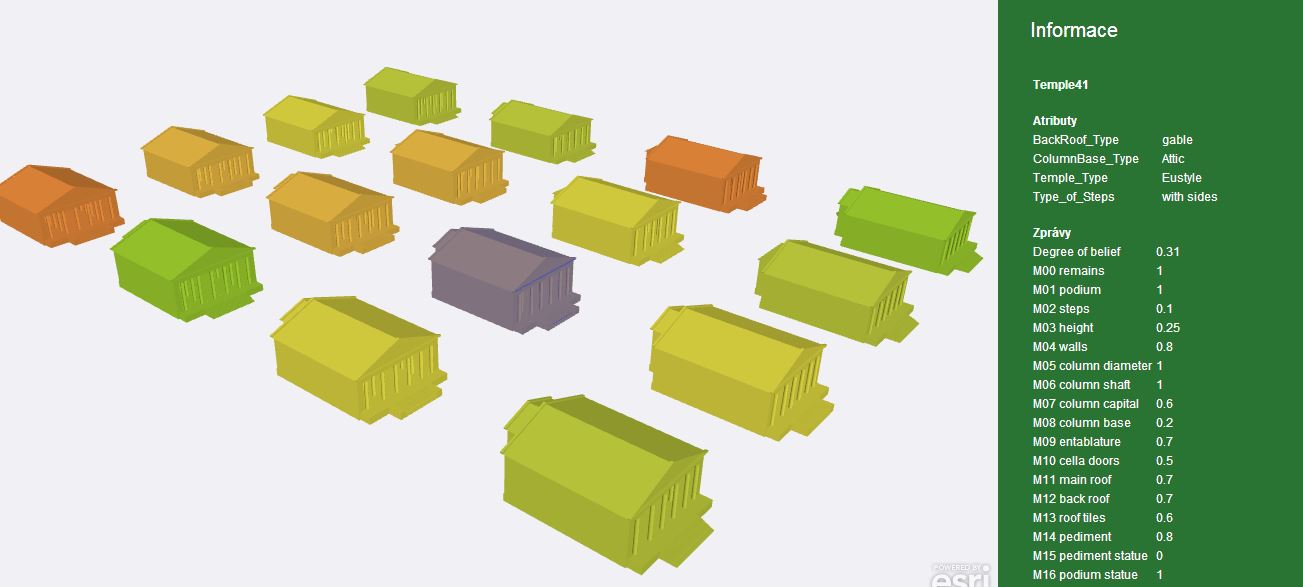 Informace
Temple41
Atributy
BackRoof_Type gable
ColumnBase_Type Attic
Temple_Type Eustyle
Type_of_Steps with sides
Zprávy
Degree of belief 0.31
M00 remains 1
M01 podium 1
M02 steps 0.1
M03 height 0.25
M04 walls 0.8
M05 column diameter 1
M06 column shaft 1
M07 column capital 0.6
M08 column base 0.2
M09 entablature 0.7
M10 cella doors 0.5
M11 main roof 0.7
M12 back roof 0.7
M13 roof tiles 0.6
M14 pediment 0.8
M15 pediment statue 0
M16 podium statue 1
POWERED BY
esri